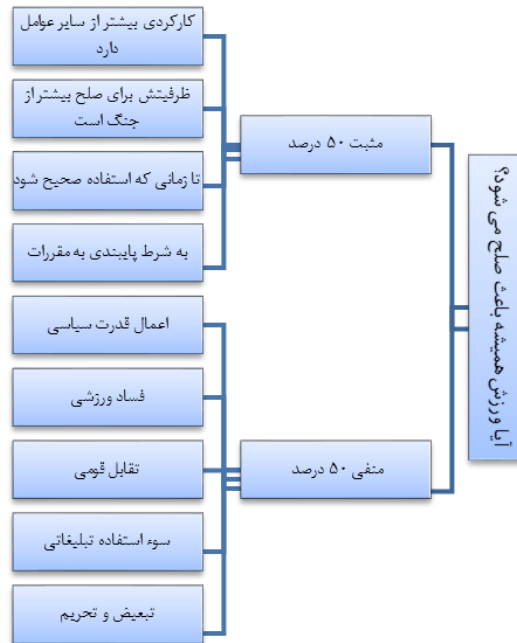 آیا ورزش همیشه باعث صلح می شود؟
مثبت ۵۰ درصد
کارکردی بیشتر از سایر عوامل
دارد
ظرفیتش برای صلح بیشتر از
جنگ است
تا زمانی که استفاده صحیح شود
به شرط پایبندی به مقررات
منفی ۵۰ درصد
اعمال قدرت سیاسی
فساد ورزشی
تقابل قومی
سوء استفاده تبلیغاتی
تبعیض و تحریم